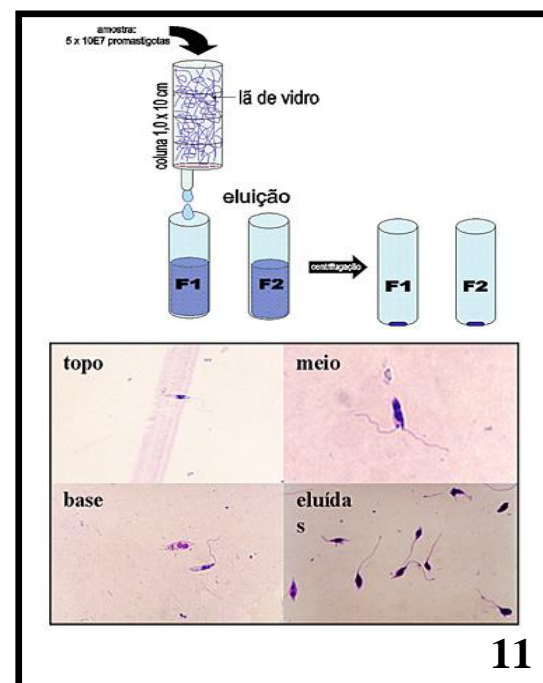 amostra:
5 x 10E7 promastigotas
coluna 1,0 x 10 cm
lã de vidro
eluição
F1
F2
centrifugação
F1
F2
topo
meio
base
eluída
s
11